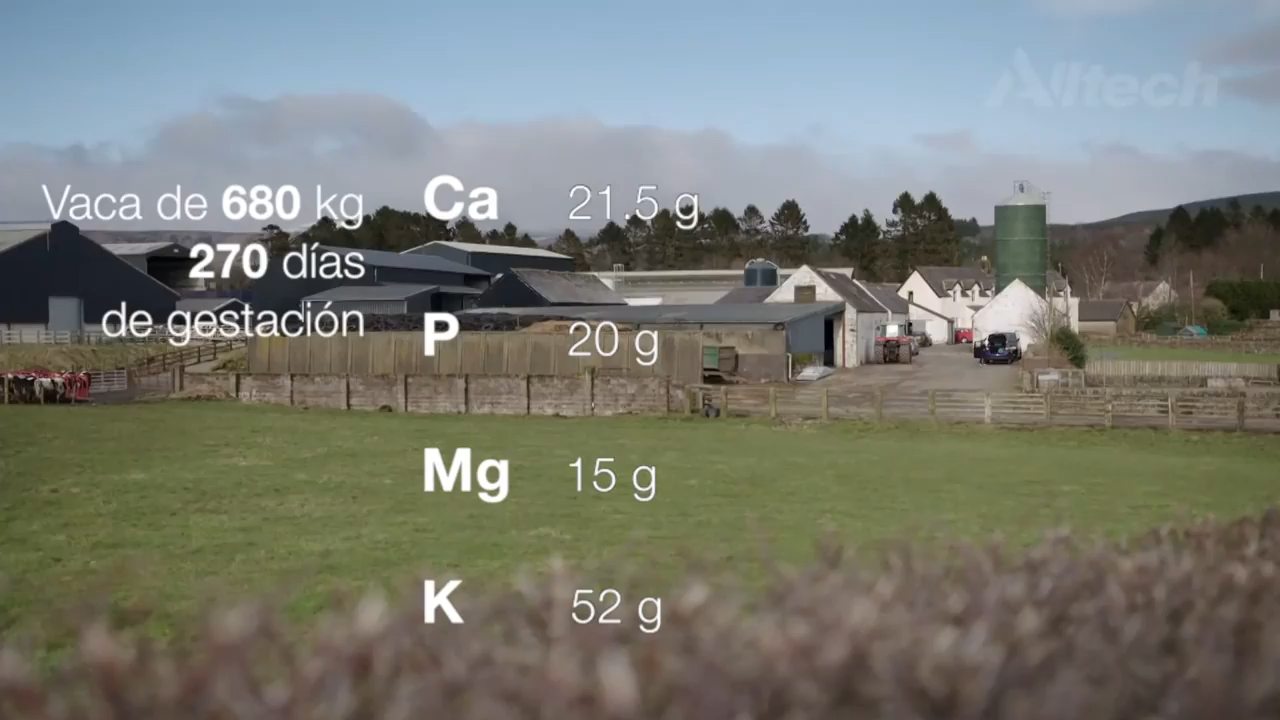 Alltech
Vaca de 680 kg
270 días
de gestación
Ca 21.5 g
P 20 g
Mg 15 g
K 52 g